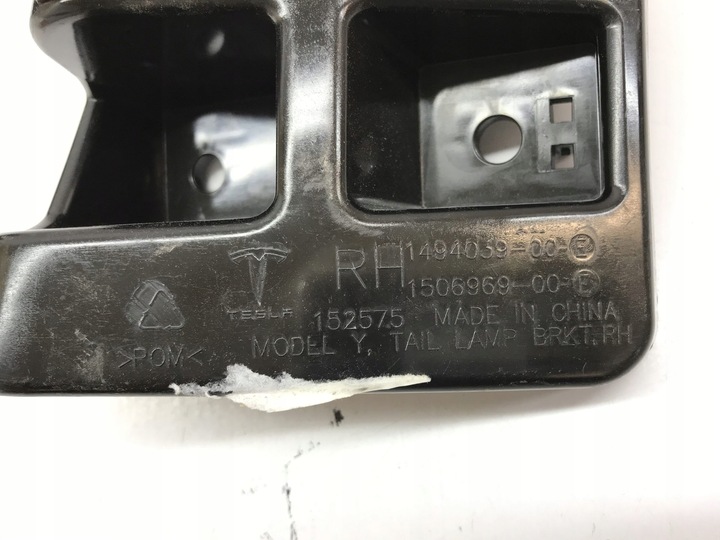 RH 1494039-00-E
1506969-00-E
TESLA
152575 MADE IN CHINA
>POM< MODEL Y, TAIL LAMP BRKT, RH